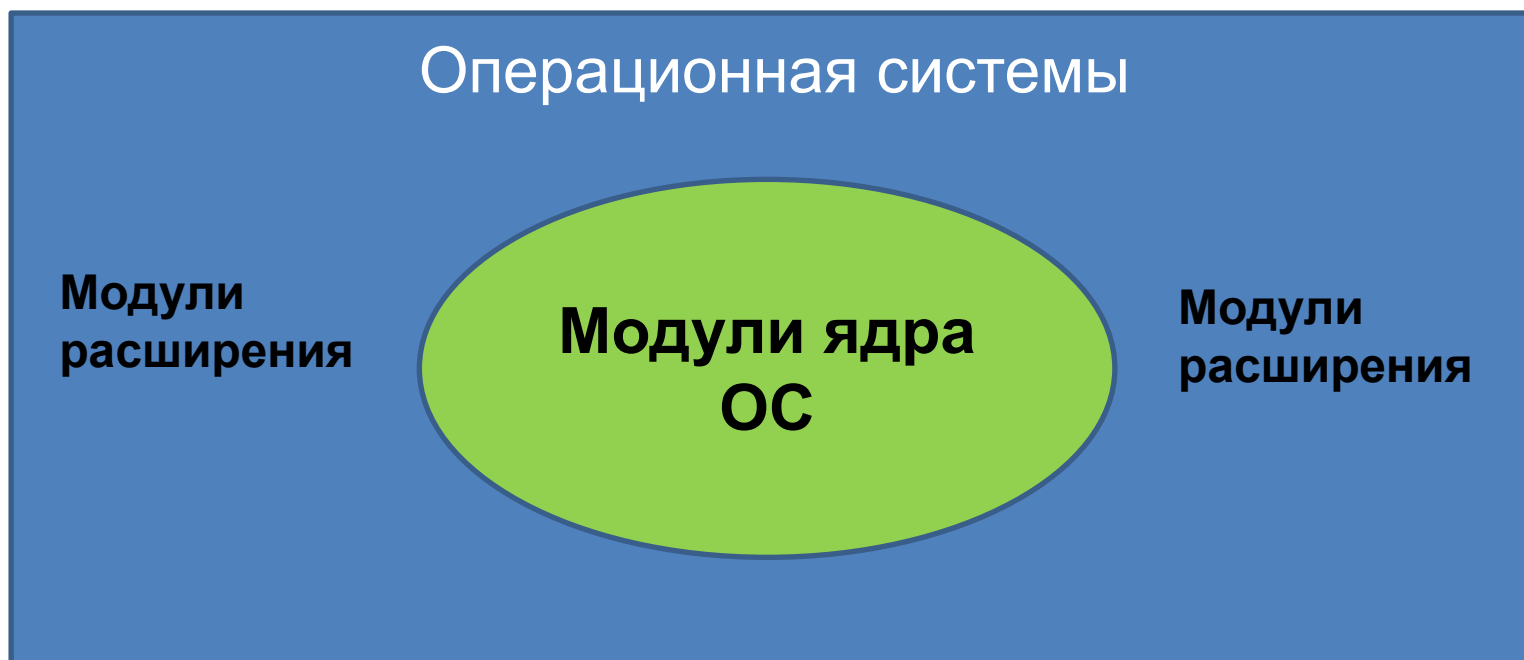 Операционная системы
Модули
расширения
Модули ядра
ОС
Модули
расширения